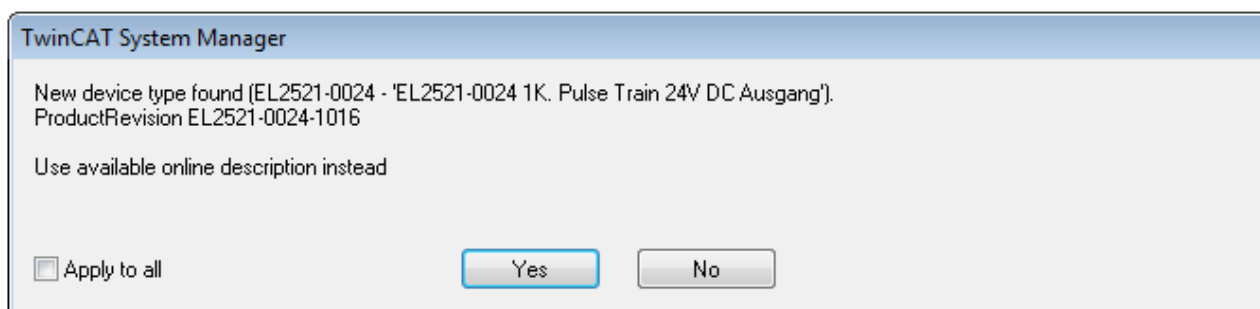 TwinCAT System Manager
New device type found (EL2521-0024 - 'EL2521-0024 1K. Pulse Train 24V DC Ausgang').
ProductRevision EL2521-0024-1016
Use available online description instead
Apply to all
Yes
No